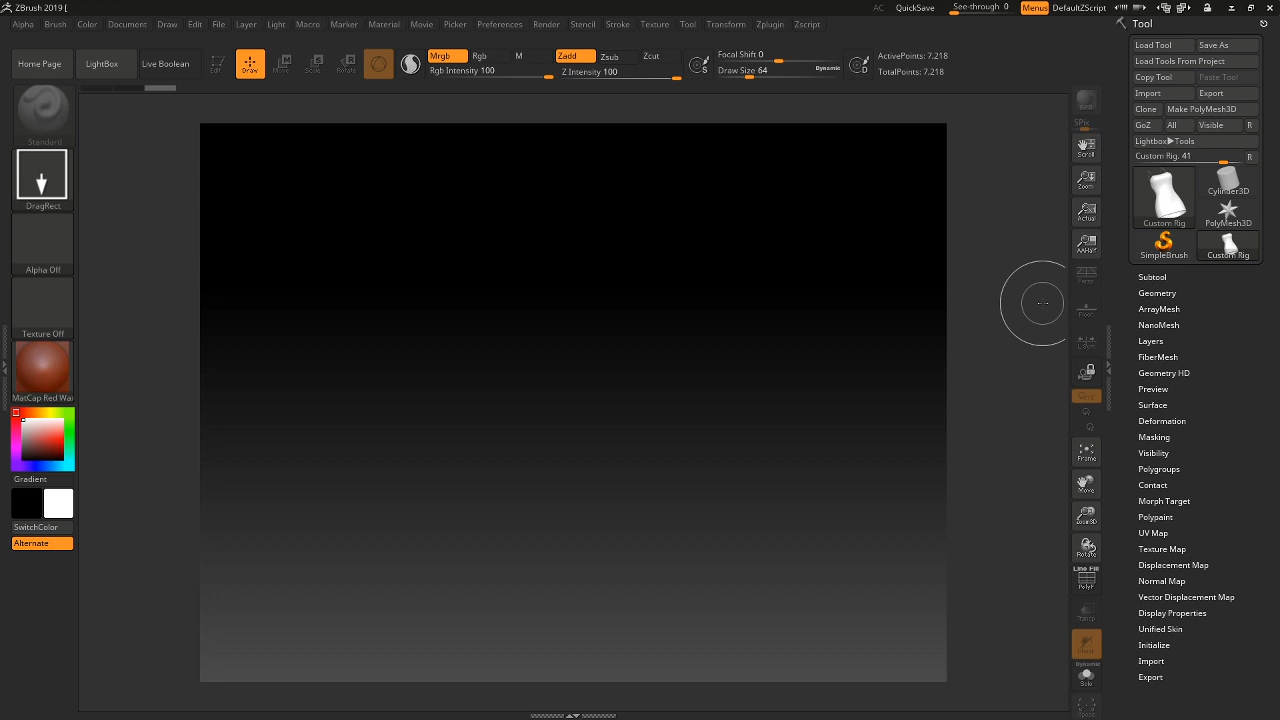 ZBrush 2019 [
AC QuickSave See-through 0 Menus DefaultZScript
Alpha Brush Color Document Draw Edit File Layer Light Macro Marker Material Movie Picker Preferences Render Stencil Stroke Texture Tool Transform Zplugin Zscript
Home Page LightBox Live Boolean Edit Draw Move Scale Rotate
Mrgb Rgb M Zadd Zsub Zcut
Rgb Intensity 100 Z Intensity 100
S
Focal Shift 0
Draw Size 64 Dynamic
D
ActivePoints: 7.218
TotalPoints: 7.218
Standard
DragRect
Alpha Off
Texture Off
MatCap Red Wax
Gradient
SwitchColor
Alternate
BPR
SPix
Scroll
Zoom
Actual
AAHalf
Persp
Floor
L.Sym
Frame
Move
Zoom3D
Rotate
Line Fill
PolyF
Transp
Ghost
Dynamic
Solo
Xpose
Tool
Load Tool Save As
Load Tools From Project
Copy Tool Paste Tool
Import Export
Clone Make PolyMesh3D
GoZ All Visible R
Lightbox▶Tools
Custom Rig. 41 R
Custom Rig
Cylinder3D
PolyMesh3D
SimpleBrush
Custom Rig
Subtool
Geometry
ArrayMesh
NanoMesh
Layers
FiberMesh
Geometry HD
Preview
Surface
Deformation
Masking
Visibility
Polygroups
Contact
Morph Target
Polypaint
UV Map
Texture Map
Displacement Map
Normal Map
Vector Displacement Map
Display Properties
Unified Skin
Initialize
Import
Export